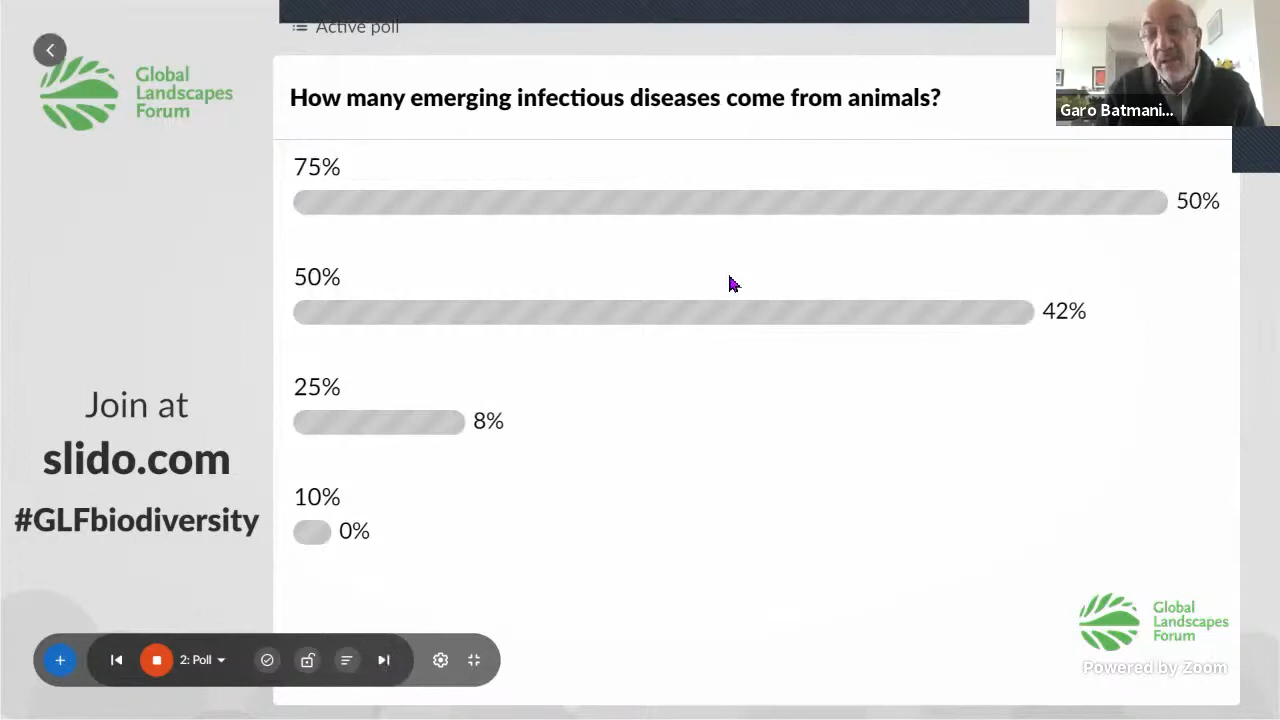 Active poll
Global
Landscapes
Forum
How many emerging infectious diseases come from animals?
Garo Batmani...
75%
50%
50%
42%
25%
8%
10%
0%
Join at
slido.com
#GLFbiodiversity
2: Poll
Global
Landscapes
Forum
Powered by Zoom